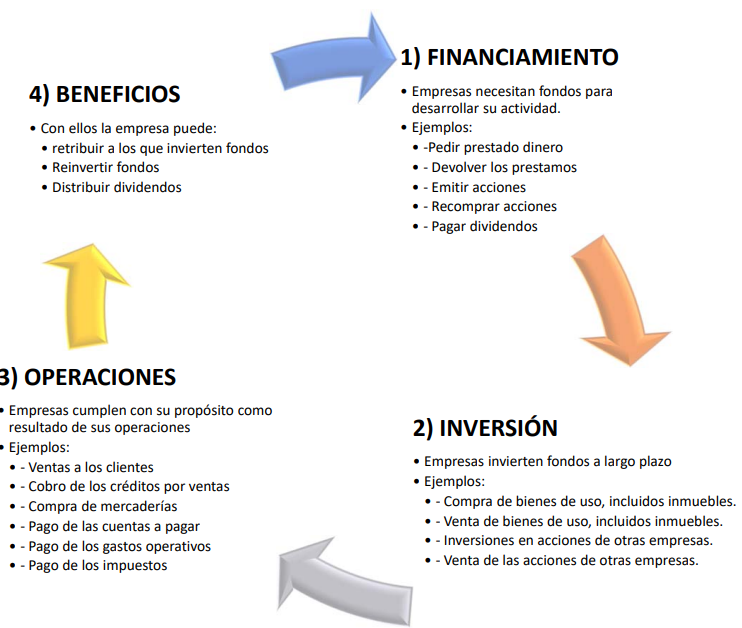 1) FINANCIAMIENTO
• Empresas necesitan fondos para
desarrollar su actividad.
• Ejemplos:
• -Pedir prestado dinero
• - Devolver los prestamos
• - Emitir acciones
• - Recomprar acciones
• - Pagar dividendos
2) INVERSIÓN
• Empresas invierten fondos a largo plazo
• Ejemplos:
• - Compra de bienes de uso, incluidos inmuebles.
• - Venta de bienes de uso, incluidos inmuebles.
• - Inversiones en acciones de otras empresas.
• - Venta de las acciones de otras empresas.
3) OPERACIONES
• Empresas cumplen con su propósito como
resultado de sus operaciones
• Ejemplos:
• - Ventas a los clientes
• - Cobro de los créditos por ventas
• - Compra de mercaderías
• - Pago de las cuentas a pagar
• - Pago de los gastos operativos
• - Pago de los impuestos
4) BENEFICIOS
• Con ellos la empresa puede:
• retribuir a los que invierten fondos
• Reinvertir fondos
• Distribuir dividendos